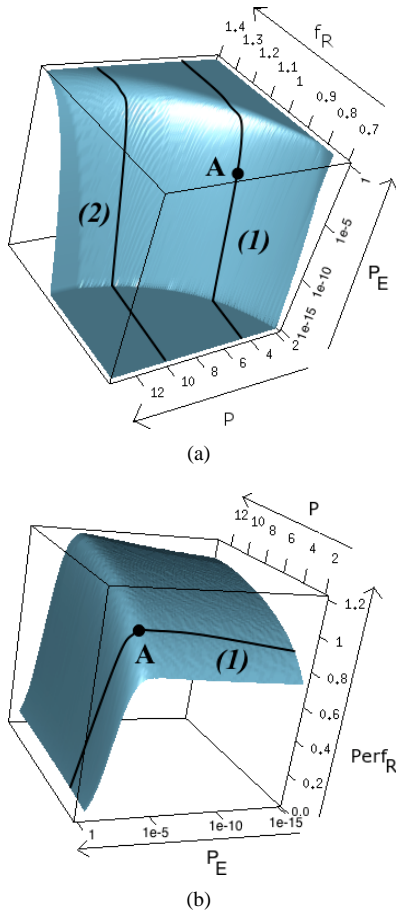 f_R
1.4
1.3
1.2
1.1
1
0.9
0.8
0.7
A
(2)
(1)
1
1e-5
P_E
1e-10
1e-15
12 10 8 6 4 2
P
(a)
P
12 10 8 6 4 2
1.2
1
A
(1)
0.8
0.6
Perf_R
0.4
0.2
0.0
1 1e-5 1e-10 1e-15
P_E
(b)